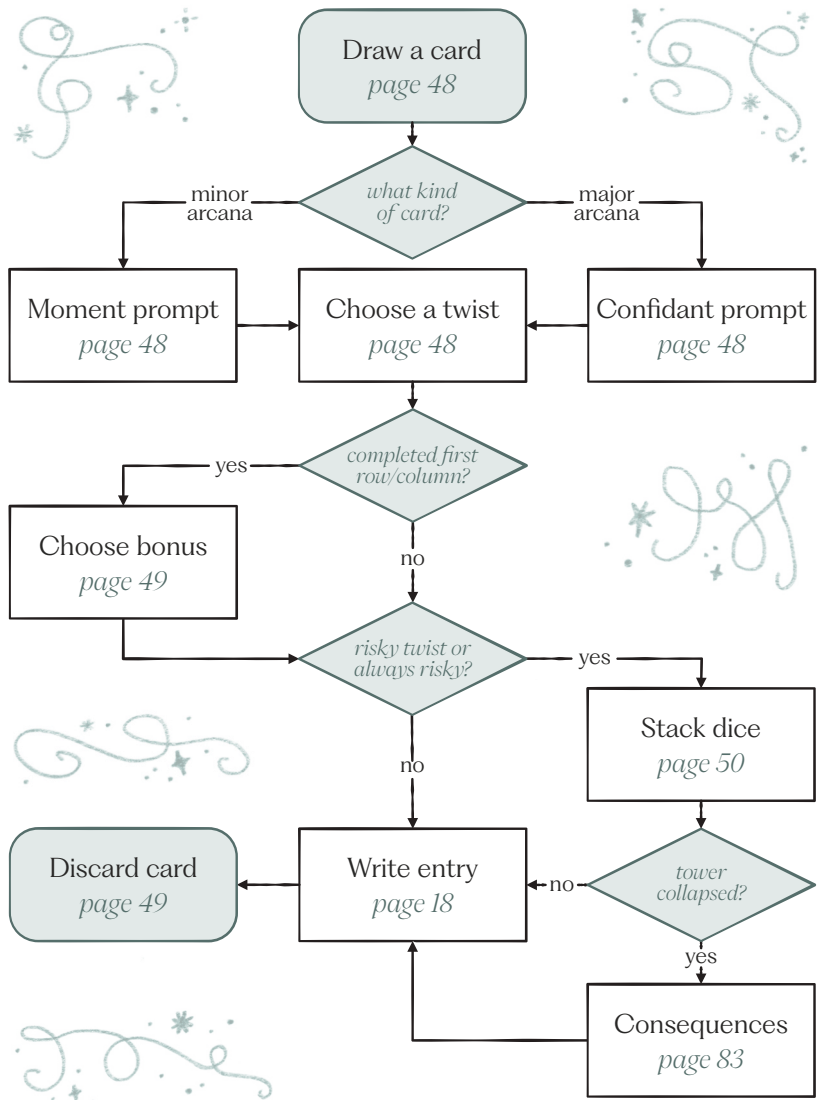 Draw a card
page 48
what kind
of card?
minor
arcana
major
arcana
Moment prompt
page 48
Choose a twist
page 48
Confidant prompt
page 48
completed first
row/column?
yes
Choose bonus
page 49
no
risky twist or
always risky?
yes
Stack dice
page 50
no
Discard card
page 49
Write entry
page 18
no
tower
collapsed?
yes
Consequences
page 83